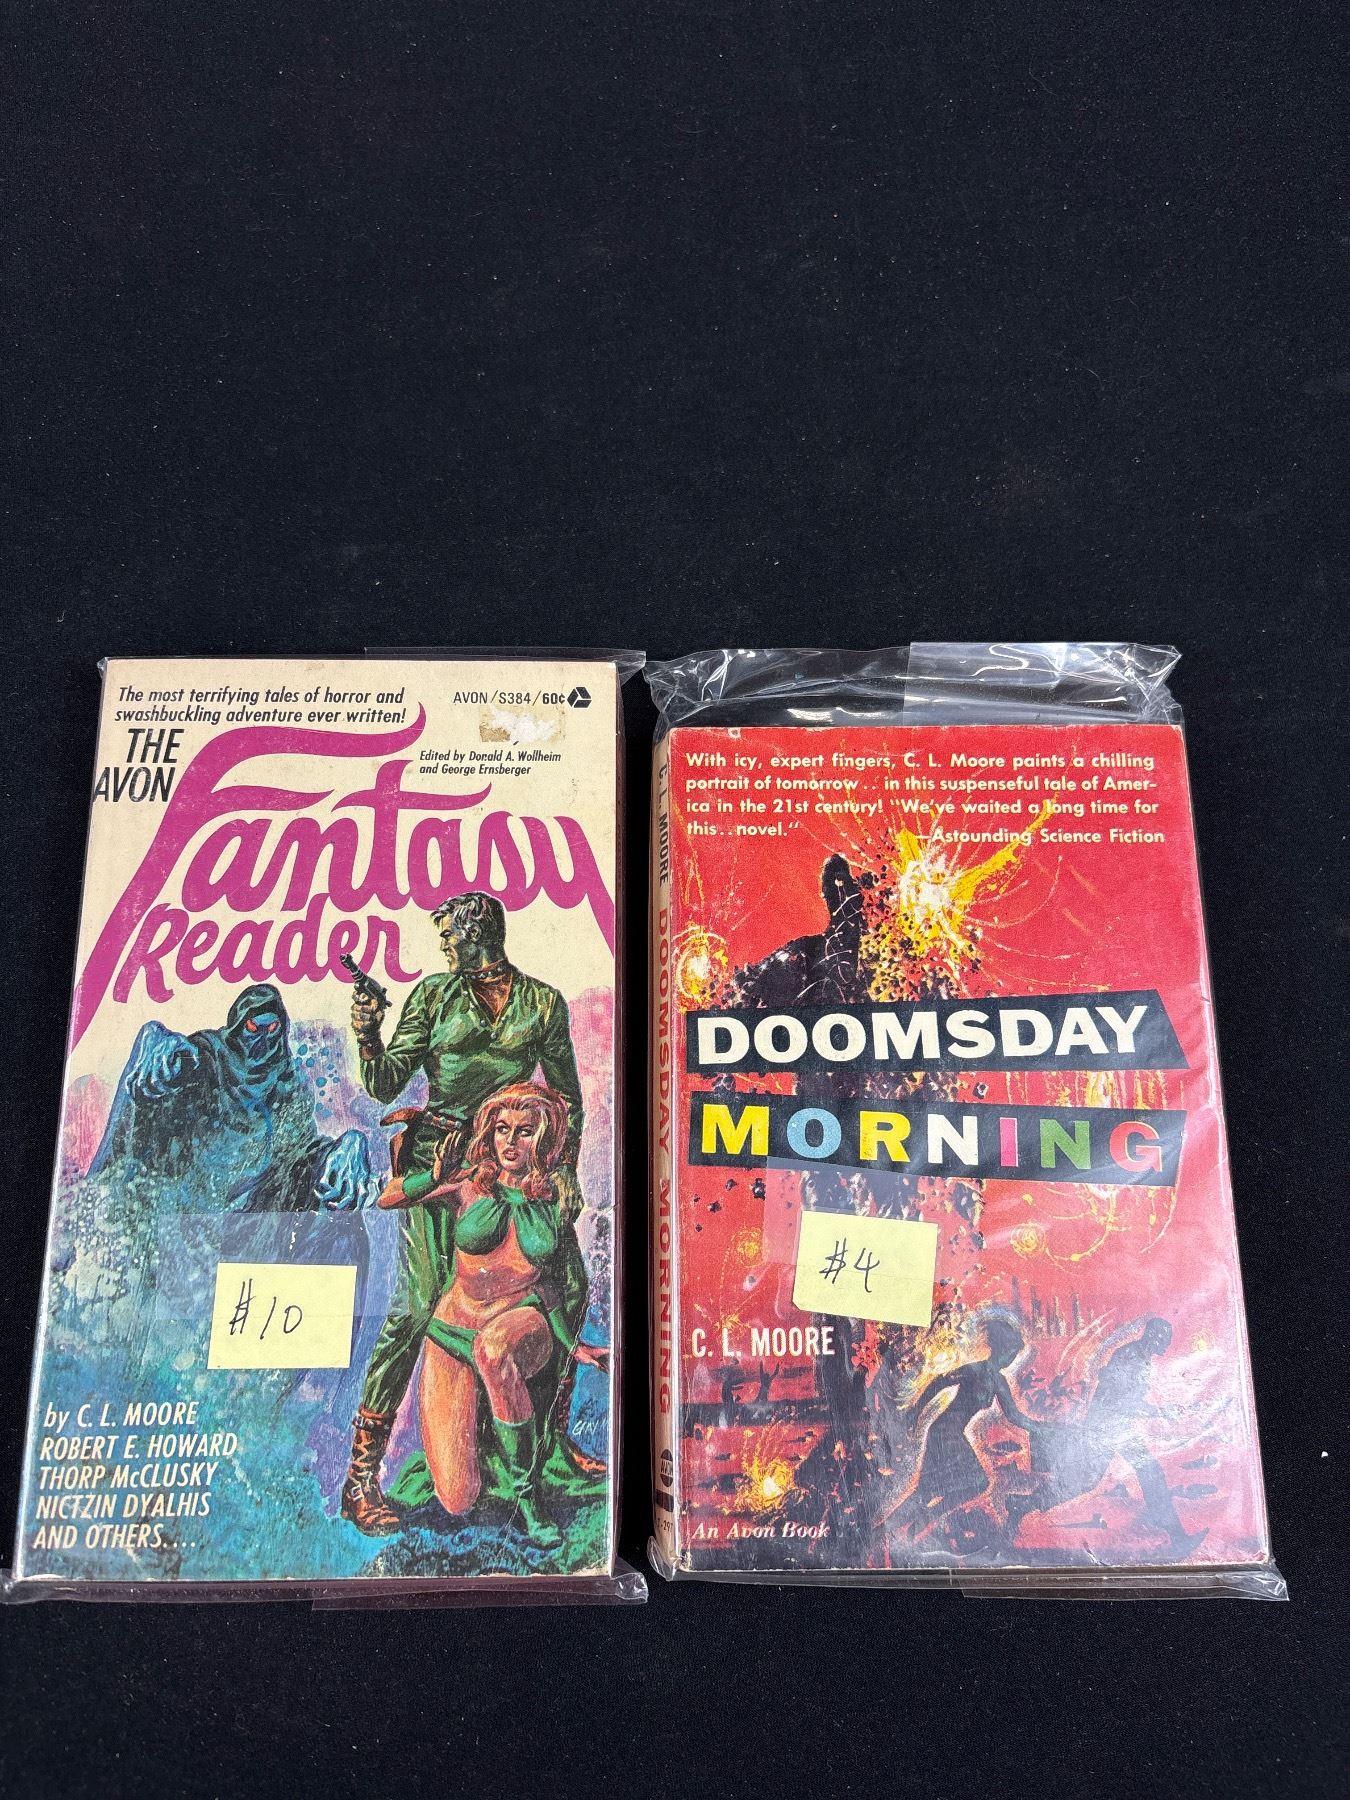 The most terrifying tales of horror and
swashbuckling adventure ever written!
AVON/S384/60¢
THE
AVON
Fantasy
Reader
Edited by Donald A. Wollheim
and George Ernsberger
#10
by C. L. MOORE
ROBERT E. HOWARD
THORP McCLUSKY
NICTZIN DYALHIS
AND OTHERS....
C. L. MOORE DOOMSDAY MORNING
With icy, expert fingers, C. L. Moore paints a chilling
portrait of tomorrow . . in this suspenseful tale of Amer-
ica in the 21st century! "We've waited a long time for
this . . novel."
—Astounding Science Fiction
DOOMSDAY
MORNING
#4
C. L. MOORE
An Avon Book